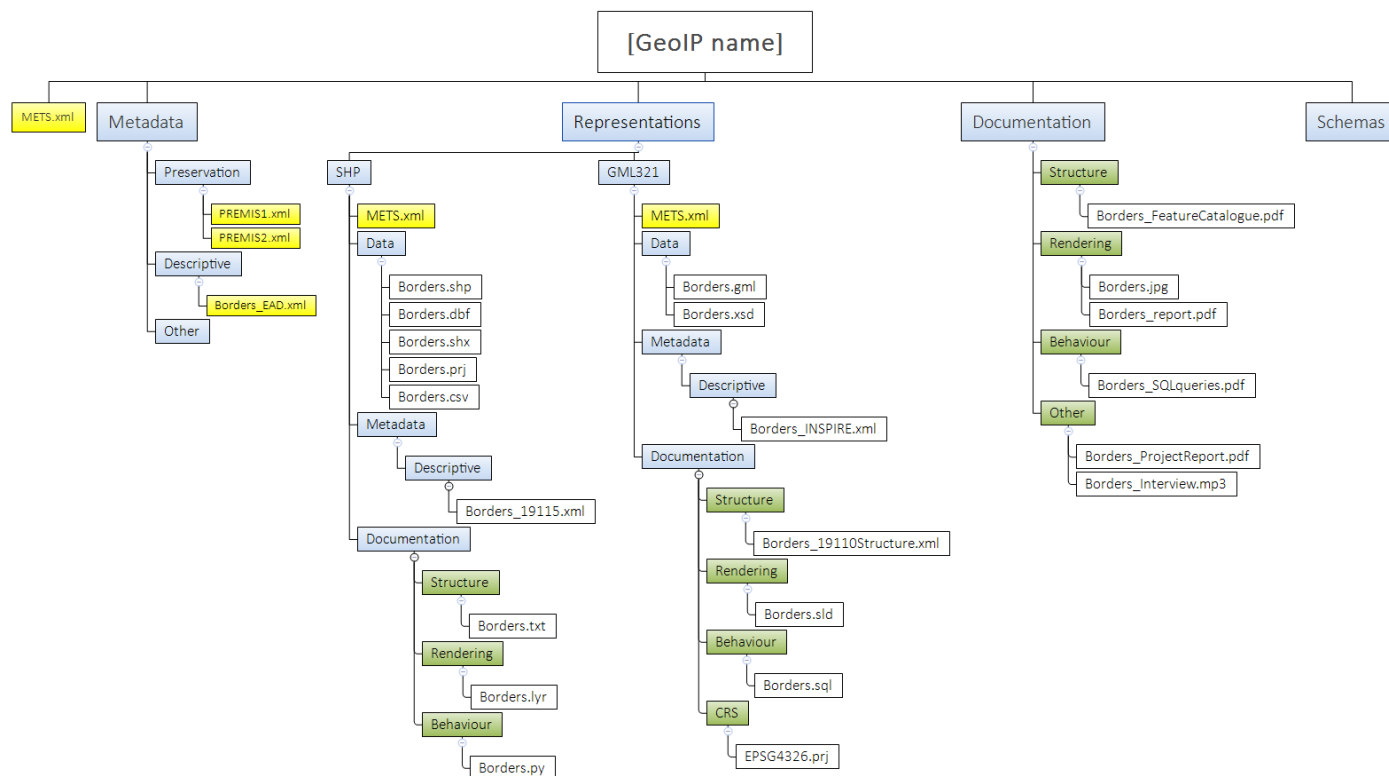 [GeoIP name]
METS.xml
Metadata
Preservation
PREMIS1.xml
PREMIS2.xml
Descriptive
Borders_EAD.xml
Other
Representations
SHP
METS.xml
Data
Borders.shp
Borders.dbf
Borders.shx
Borders.prj
Borders.csv
Metadata
Descriptive
Borders_19115.xml
Documentation
Structure
Borders.txt
Rendering
Borders.lyr
Behaviour
Borders.py
GML321
METS.xml
Data
Borders.gml
Borders.xsd
Metadata
Descriptive
Borders_INSPIRE.xml
Documentation
Structure
Borders_19110Structure.xml
Rendering
Borders.sld
Behaviour
Borders.sql
CRS
EPSG4326.prj
Documentation
Structure
Borders_FeatureCatalogue.pdf
Rendering
Borders.jpg
Borders_report.pdf
Behaviour
Borders_SQLqueries.pdf
Other
Borders_ProjectReport.pdf
Borders_Interview.mp3
Schemas